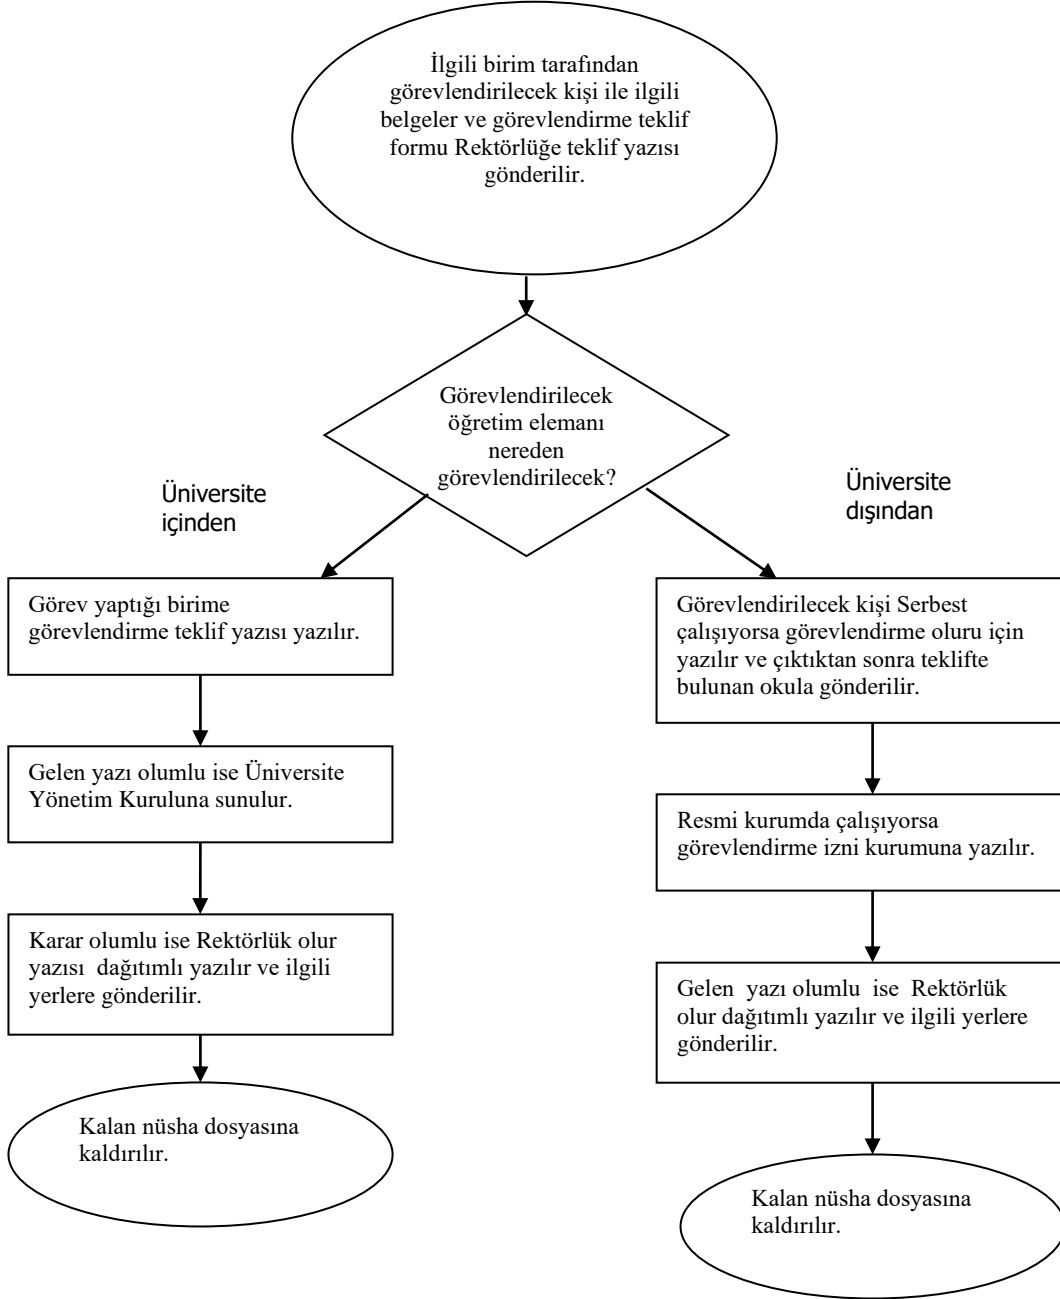 İlgili birim tarafından
görevlendirilecek kişi ile ilgili
belgeler ve görevlendirme teklif
formu Rektörlüğe teklif yazısı
gönderilir.
Görevlendirilecek
öğretim elemanı
nereden
görevlendirilecek?
Üniversite
içinden
Üniversite
dışından
Görev yaptığı birime
görevlendirme teklif yazısı yazılır.
Gelen yazı olumlu ise Üniversite
Yönetim Kuruluna sunulur.
Karar olumlu ise Rektörlük olur
yazısı  dağıtımlı yazılır ve ilgili
yerlere gönderilir.
Kalan nüsha dosyasına
kaldırılır.
Görevlendirilecek kişi Serbest
çalışıyorsa görevlendirme oluru için
yazılır ve çıktıktan sonra teklifte
bulunan okula gönderilir.
Resmi kurumda çalışıyorsa
görevlendirme izni kurumuna yazılır.
Gelen  yazı olumlu  ise  Rektörlük
olur dağıtımlı yazılır ve ilgili yerlere
gönderilir.
Kalan nüsha dosyasına
kaldırılır.